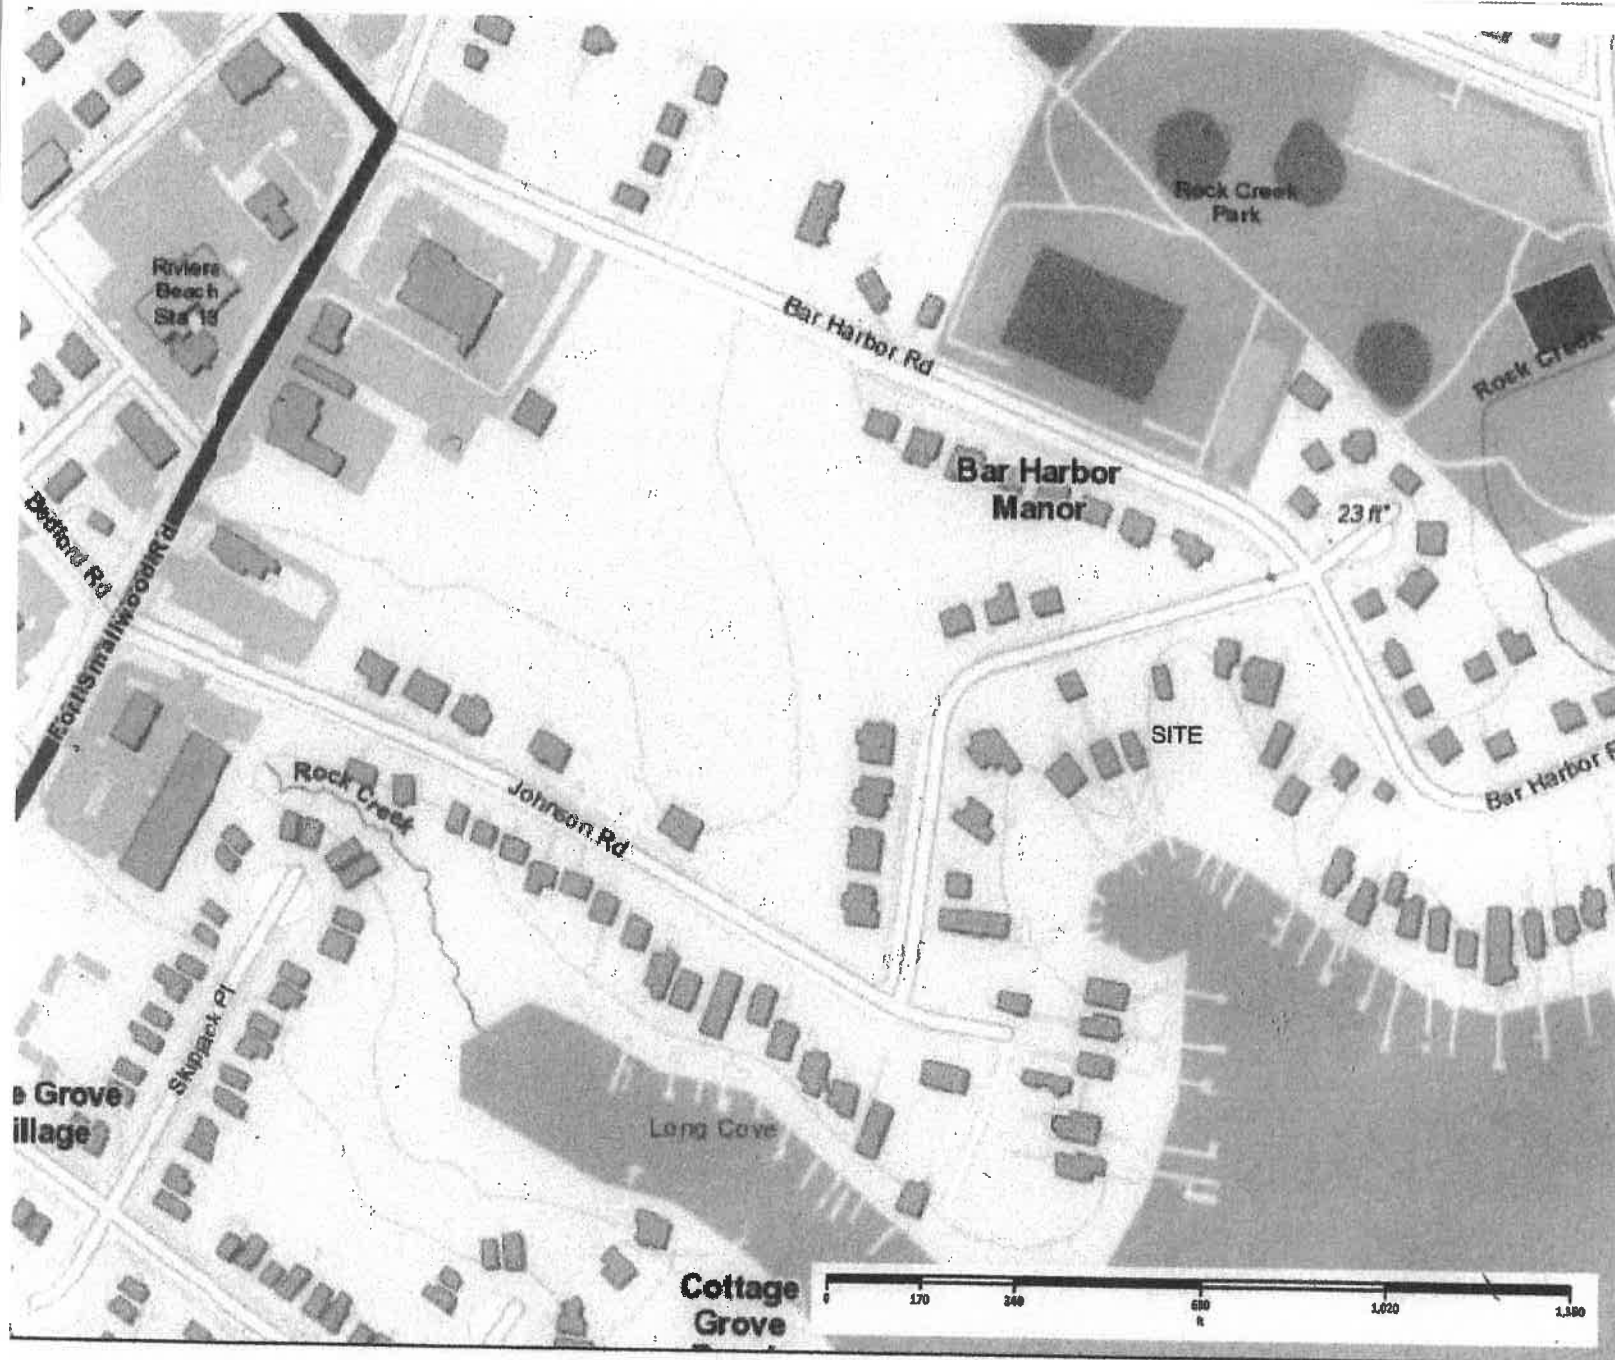 Rock Creek
Park
Riviera
Beach
Sta 13
Bar Harbor Rd
Rock Creek
Bar Harbor
Manor
23 ft*
Bedford Rd
Fort Smallwood Rd
SITE
Rock Creek
Johnson Rd
Bar Harbor R
Skipjack Pl
e Grove
illage
Long Cove
Cottage
Grove
0 170 340 680 1,020 1,360
ft